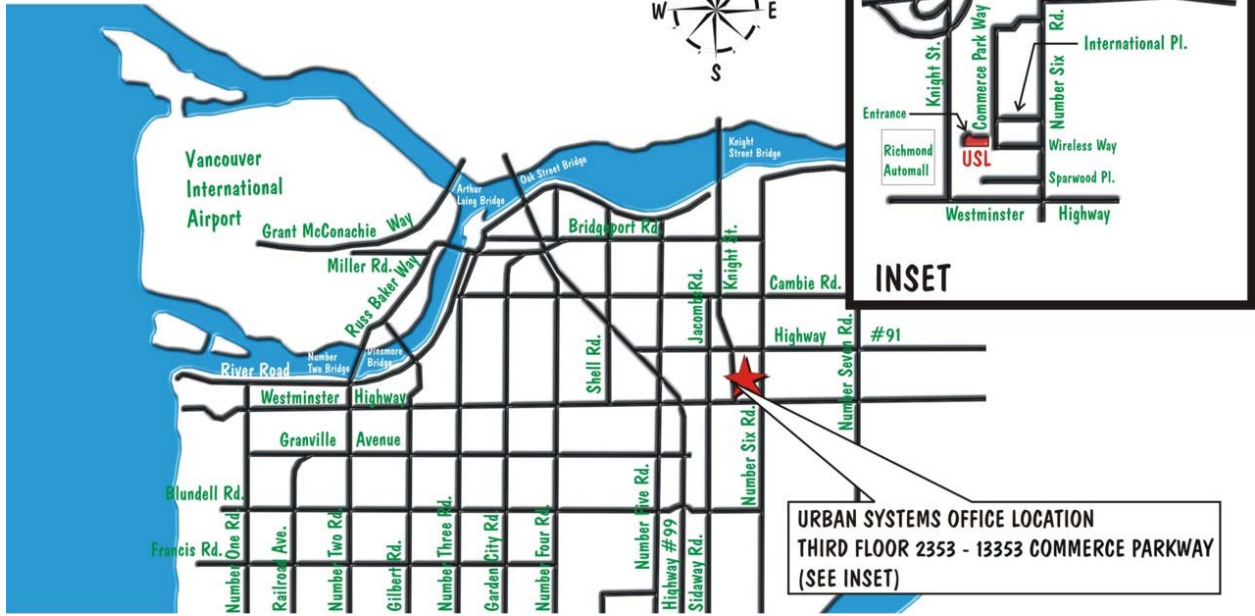 W
E
S
Knight St.
Commerce Park Way
Number Six Rd.
International Pl.
Entrance
USL
Richmond
Automall
Wireless Way
Sparwood Pl.
Westminster Highway
INSET
Vancouver
International
Airport
Grant McConachie Way
Miller Rd.
Russ Baker Way
Arthur
Laing Bridge
Oak Street Bridge
Knight
Street Bridge
Bridgeport Rd.
Knight St.
Jacombs Rd.
Cambie Rd.
Highway #91
Shell Rd.
Number Seven Rd.
River Road
Number
Two Bridge
Dinsmore
Bridge
Westminster Highway
Granville Avenue
Number Six Rd.
Blundell Rd.
Francis Rd.
Number One Rd.
Railroad Ave.
Number Two Rd.
Gilbert Rd.
Number Three Rd.
Garden City Rd.
Number Four Rd.
Number Five Rd.
Highway #99
Sidaway Rd.
URBAN SYSTEMS OFFICE LOCATION
THIRD FLOOR 2353 - 13353 COMMERCE PARKWAY
(SEE INSET)